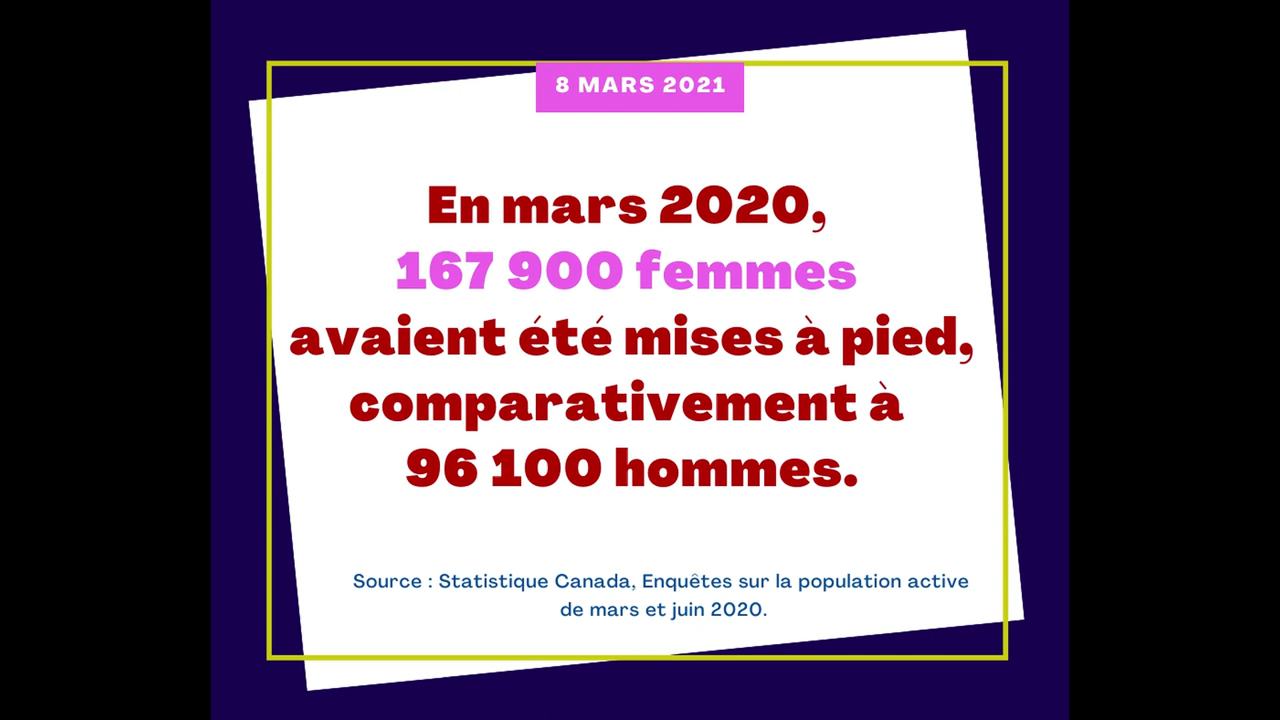 8 MARS 2021
En mars 2020,
167 900 femmes
avaient été mises à pied,
comparativement à
96 100 hommes.
Source : Statistique Canada, Enquêtes sur la population active
de mars et juin 2020.